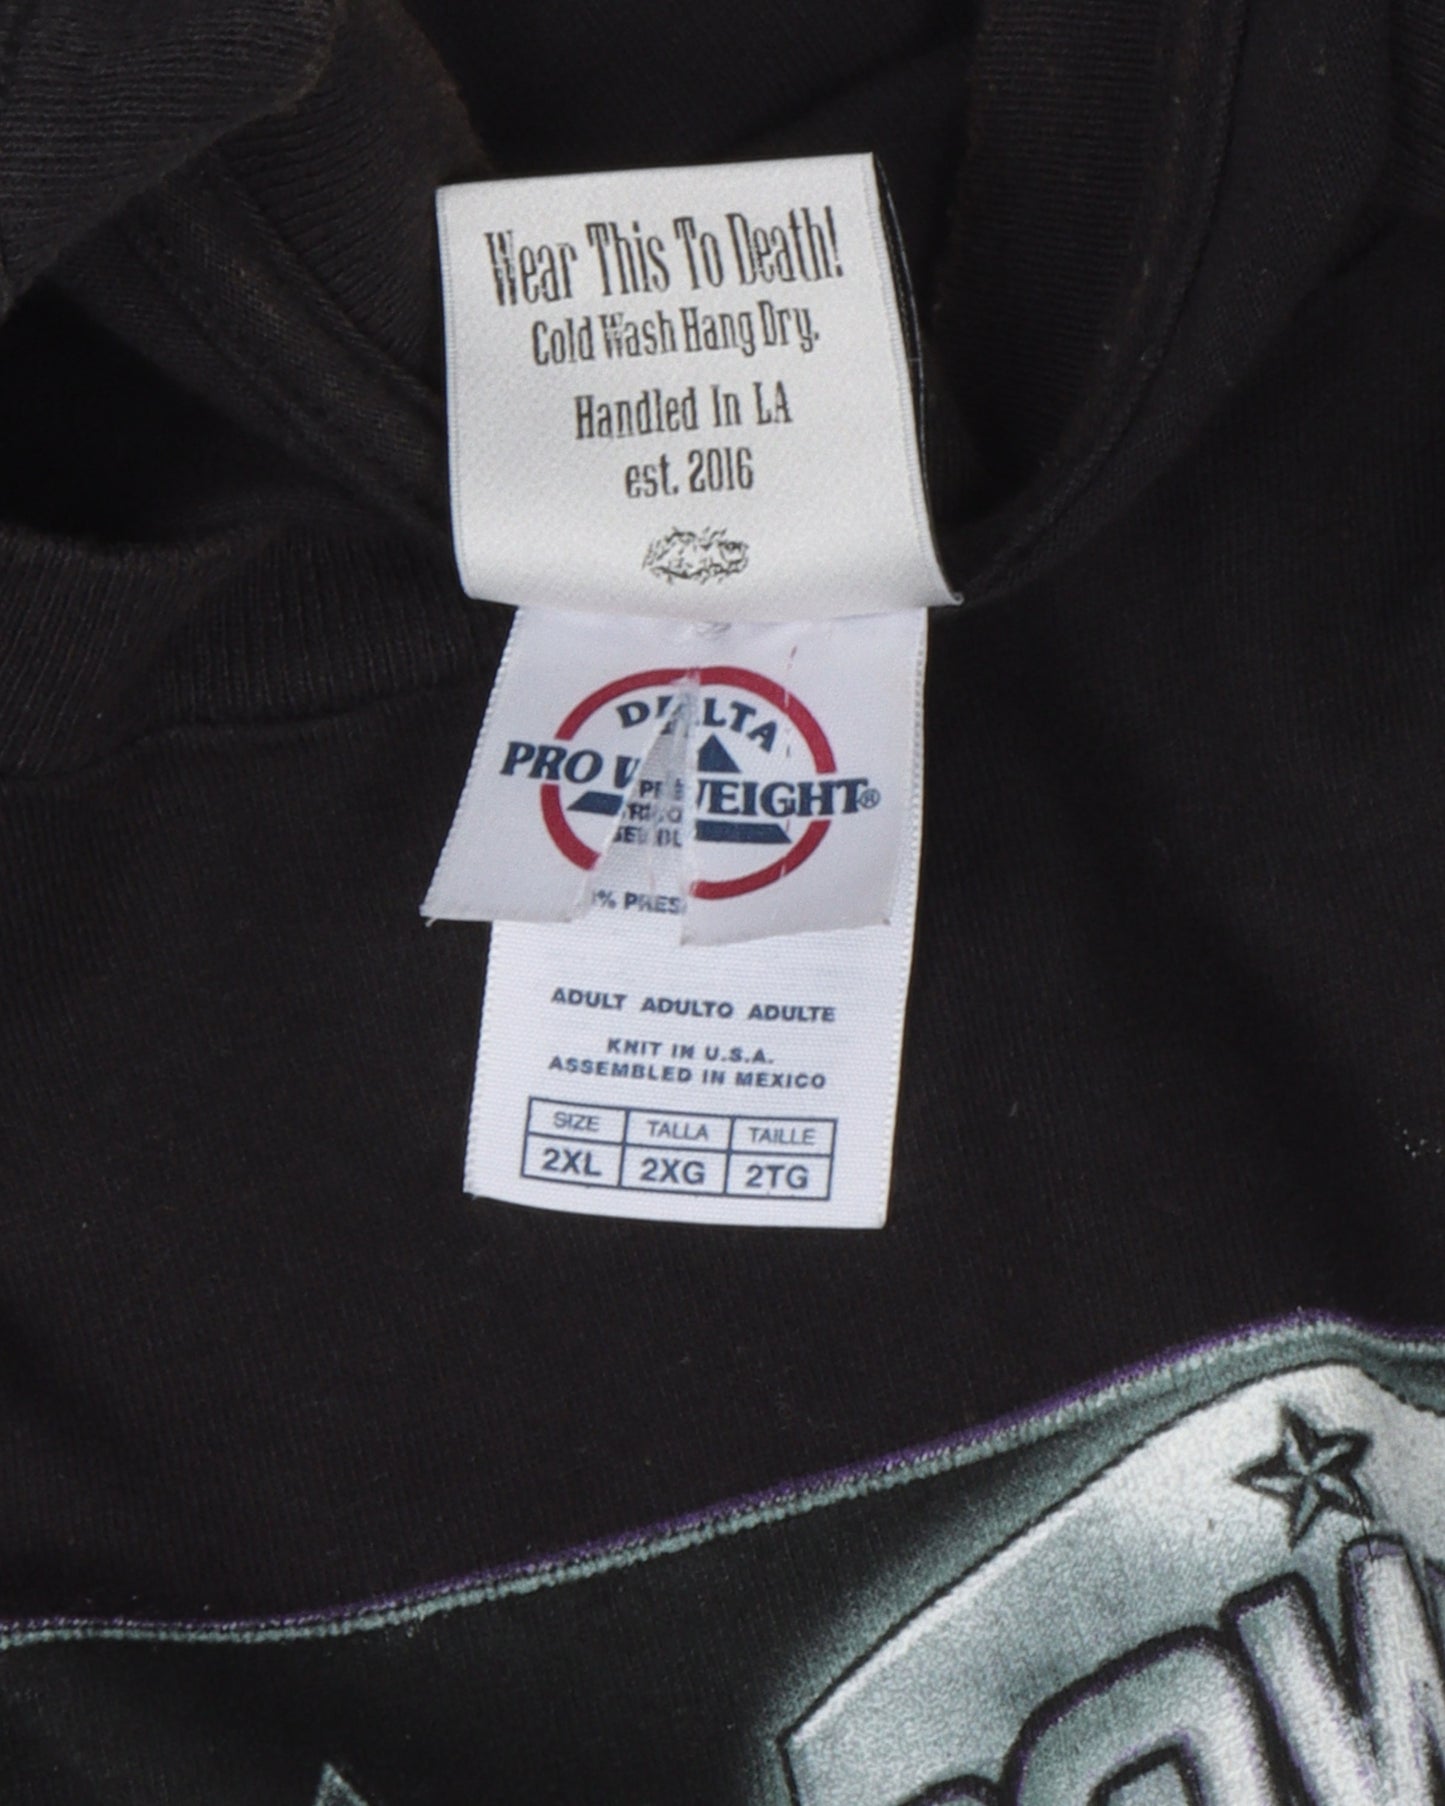 Wear This To Death!
Cold Wash Hang Dry.
Handled In LA
est. 2016
DELTA
PRO WEIGHT®
% PRES
ADULT ADULTO ADULTE
KNIT IN U.S.A.
ASSEMBLED IN MEXICO
SIZE TALLA TAILLE
2XL 2XG 2TG